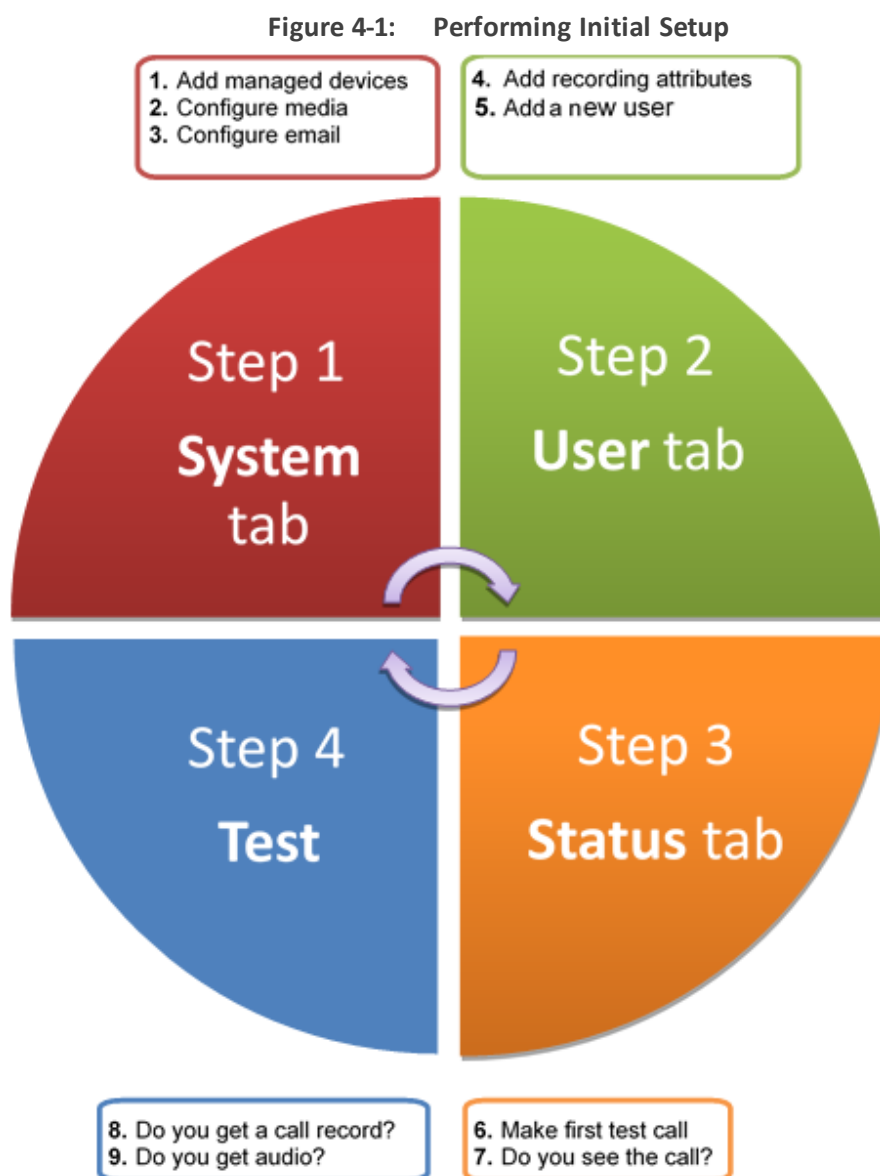 Figure 4-1: Performing Initial Setup
1. Add managed devices
2. Configure media
3. Configure email
4. Add recording attributes
5. Add a new user
Step 1
System
tab
Step 2
User tab
Step 4
Test
Step 3
Status tab
8. Do you get a call record?
9. Do you get audio?
6. Make first test call
7. Do you see the call?